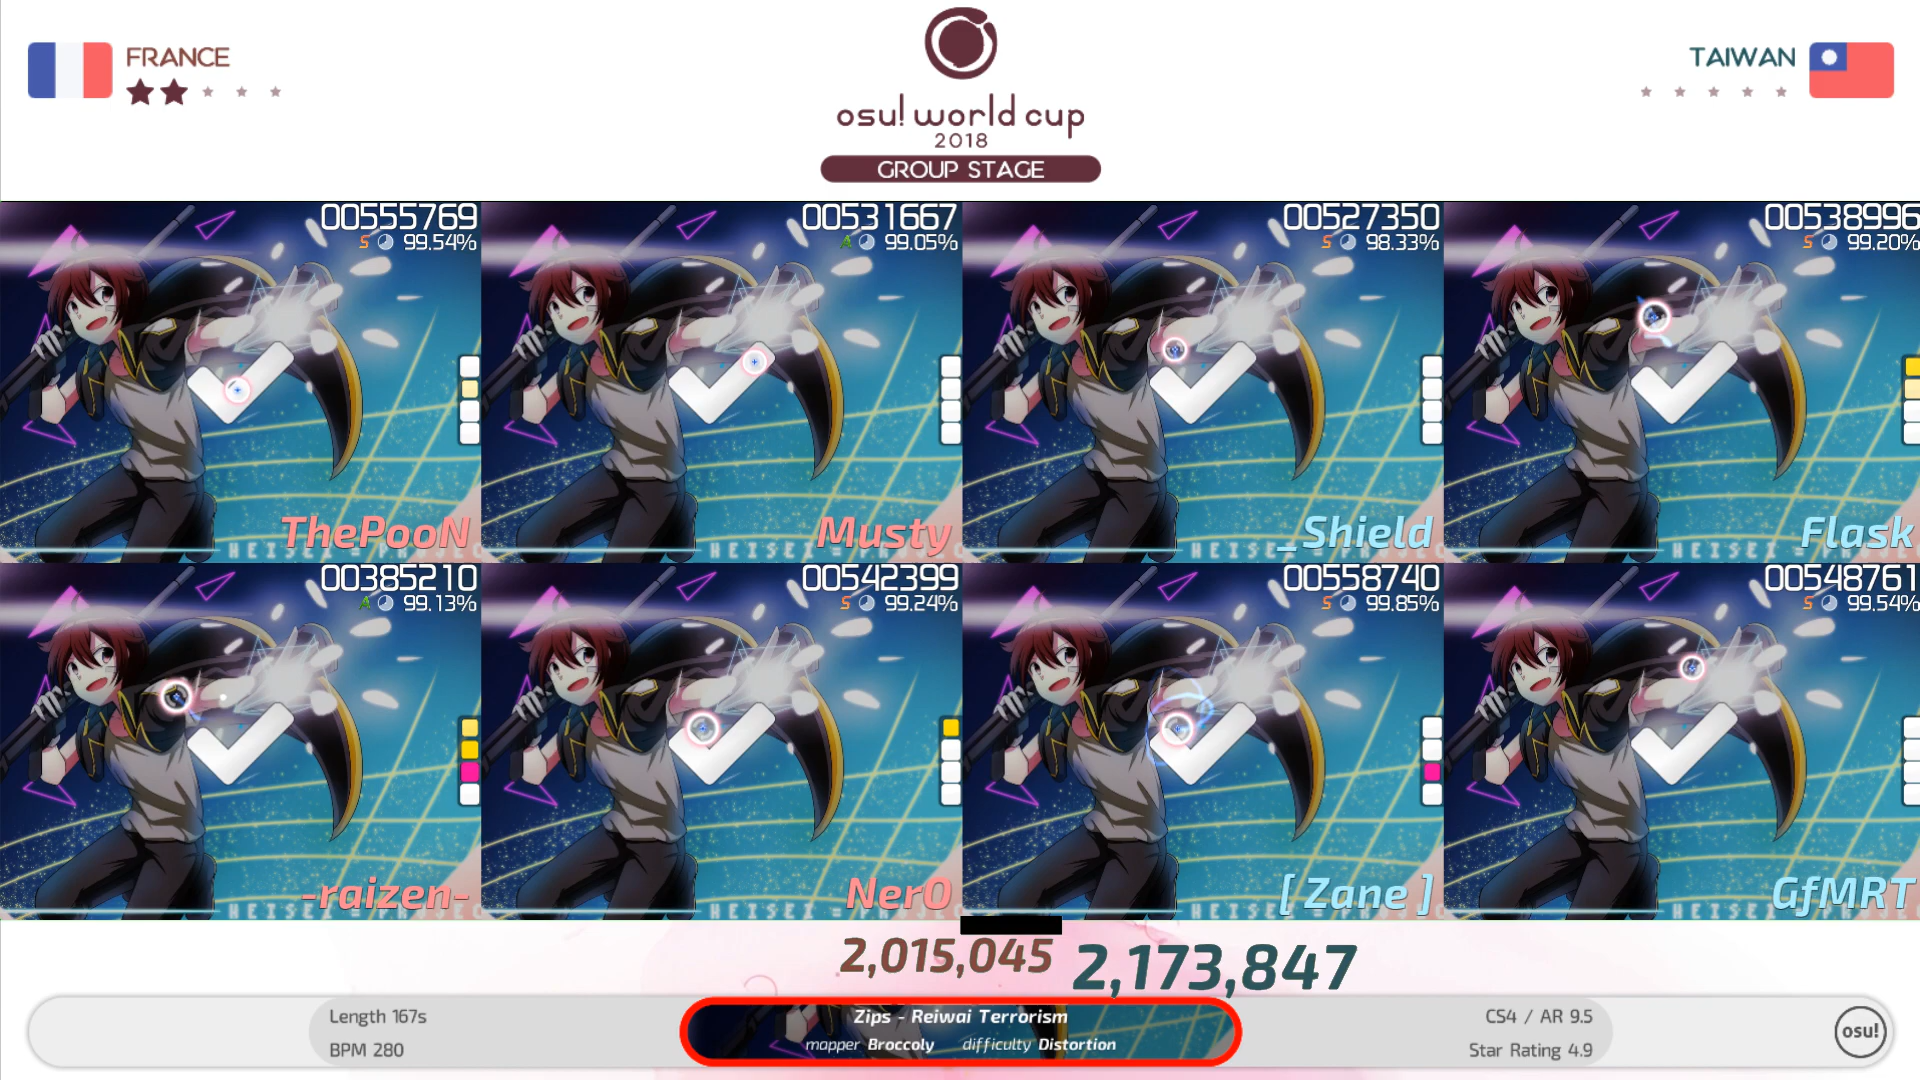 FRANCE
TAIWAN
osu! world cup
2018
GROUP STAGE
00555769
S 99.54%
ThePooN
00531667
A 99.05%
Musty
00527350
S 98.33%
_Shield
00538996
S 99.20%
Flask
00385210
A 99.13%
-raizen-
00542399
S 99.24%
Ner0
00558740
S 99.85%
[ Zane ]
00548761
S 99.54%
GfMRT
2,015,045
2,173,847
Length 167s
BPM 280
Zips - Reiwai Terrorism
mapper Broccoly difficulty Distortion
CS4 / AR 9.5
Star Rating 4.9
osu!